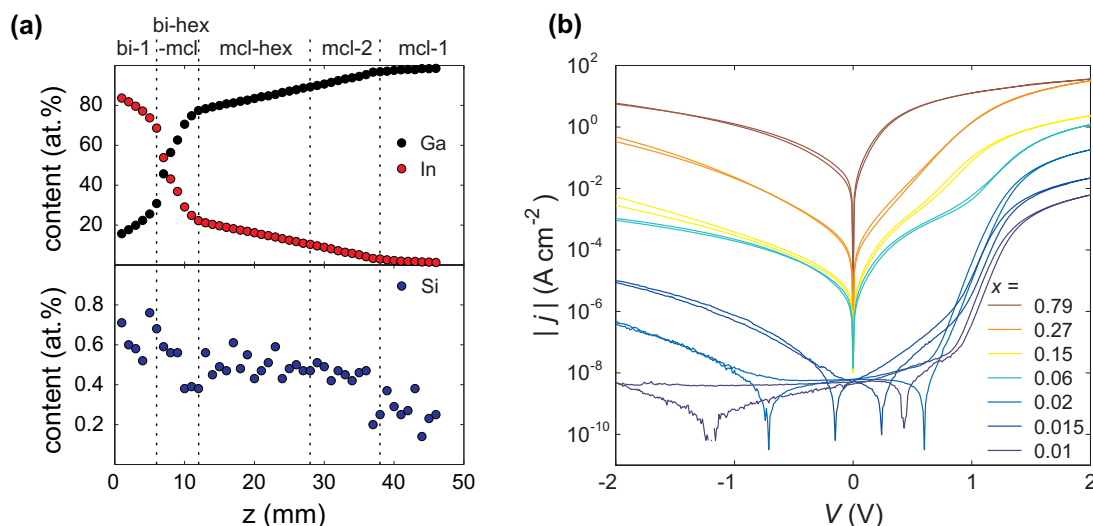 (a)
bi-hex
bi-1 -mcl mcl-hex mcl-2 mcl-1
content (at.%)
80
60
40
20
Ga
In
content (at.%)
0.8
0.6
0.4
0.2
Si
0 10 20 30 40 50
z (mm)
(b)
| j | (A cm-2)
10^2
10^0
10^-2
10^-4
10^-6
10^-8
10^-10
x =
0.79
0.27
0.15
0.06
0.02
0.015
0.01
-2 -1 0 1 2
V (V)